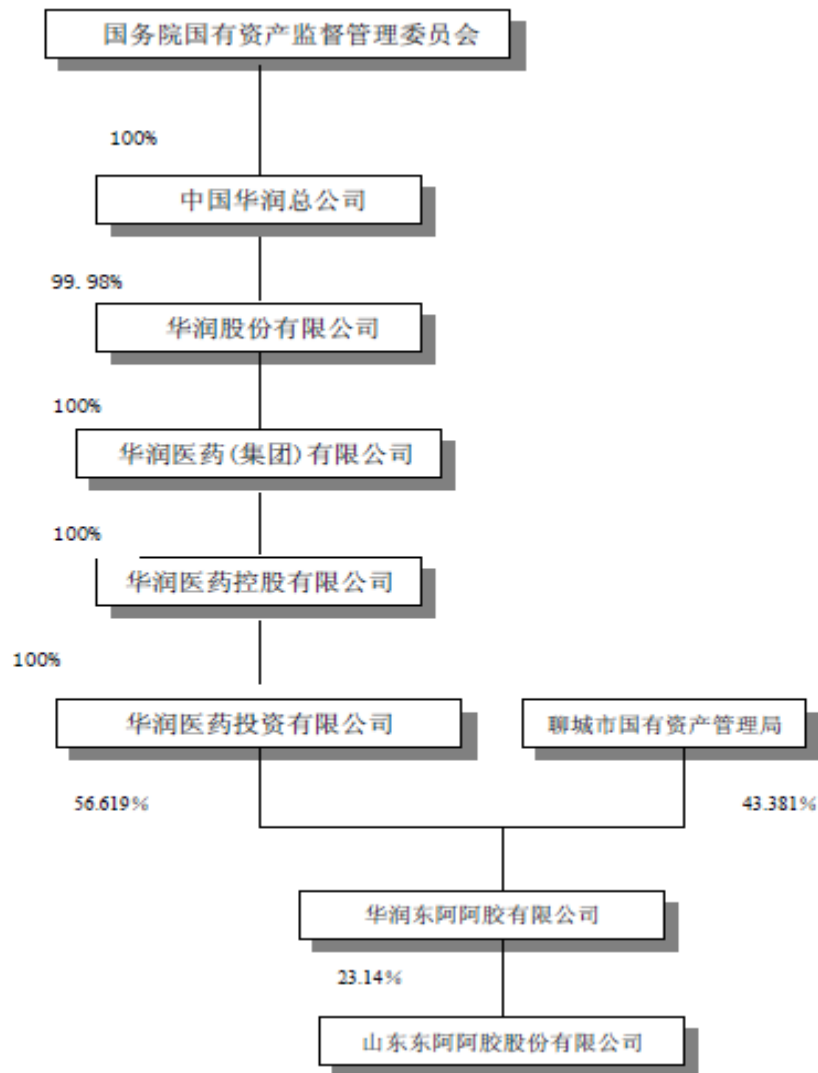 国务院国有资产监督管理委员会
100%
中国华润总公司
99.98%
华润股份有限公司
100%
华润医药(集团)有限公司
100%
华润医药控股有限公司
100%
华润医药投资有限公司
聊城市国有资产管理局
56.619%
43.381%
华润东阿阿胶有限公司
23.14%
山东东阿阿胶股份有限公司